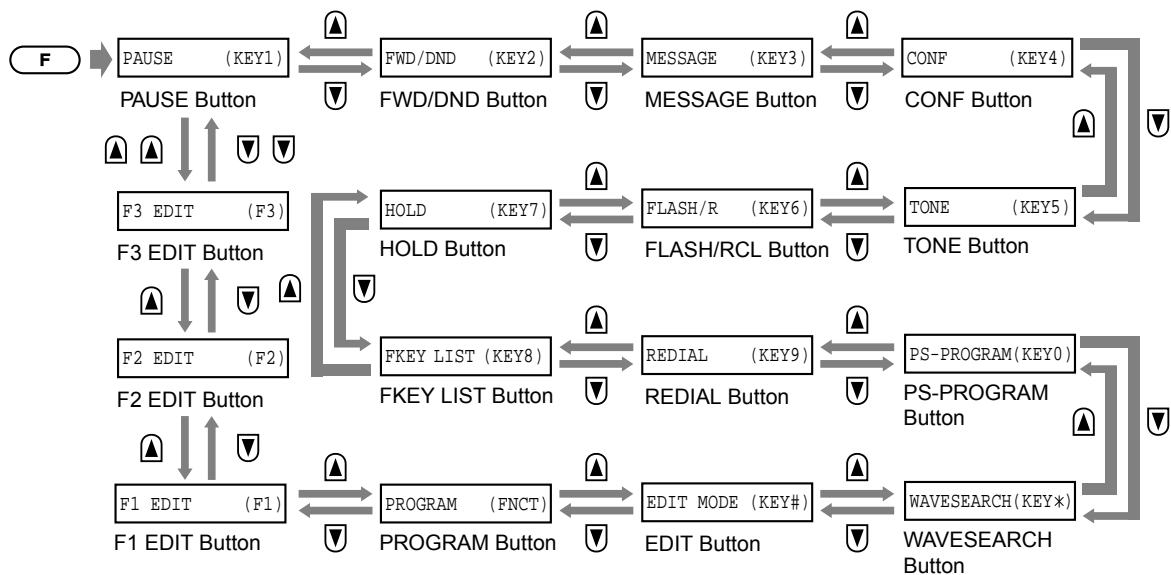 F
PAUSE (KEY1)
FWD/DND (KEY2)
MESSAGE (KEY3)
CONF (KEY4)
PAUSE Button
FWD/DND Button
MESSAGE Button
CONF Button
F3 EDIT (F3)
HOLD (KEY7)
FLASH/R (KEY6)
TONE (KEY5)
F3 EDIT Button
HOLD Button
FLASH/RCL Button
TONE Button
F2 EDIT (F2)
FKEY LIST (KEY8)
REDIAL (KEY9)
PS-PROGRAM(KEY0)
F2 EDIT Button
FKEY LIST Button
REDIAL Button
PS-PROGRAM
Button
F1 EDIT (F1)
PROGRAM (FNCT)
EDIT MODE (KEY#)
WAVESEARCH(KEY*)
F1 EDIT Button
PROGRAM Button
EDIT Button
WAVESEARCH
Button